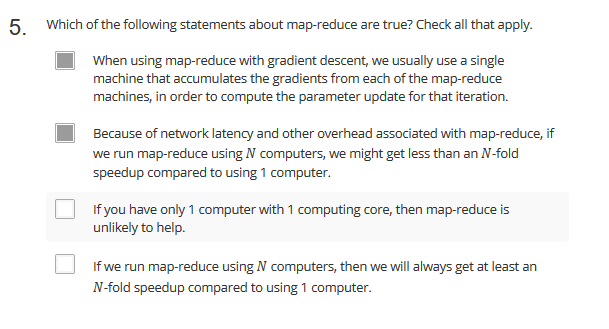 5. Which of the following statements about map-reduce are true? Check all that apply.
When using map-reduce with gradient descent, we usually use a single
machine that accumulates the gradients from each of the map-reduce
machines, in order to compute the parameter update for that iteration.
Because of network latency and other overhead associated with map-reduce, if
we run map-reduce using N computers, we might get less than an N-fold
speedup compared to using 1 computer.
If you have only 1 computer with 1 computing core, then map-reduce is
unlikely to help.
If we run map-reduce using N computers, then we will always get at least an
N-fold speedup compared to using 1 computer.